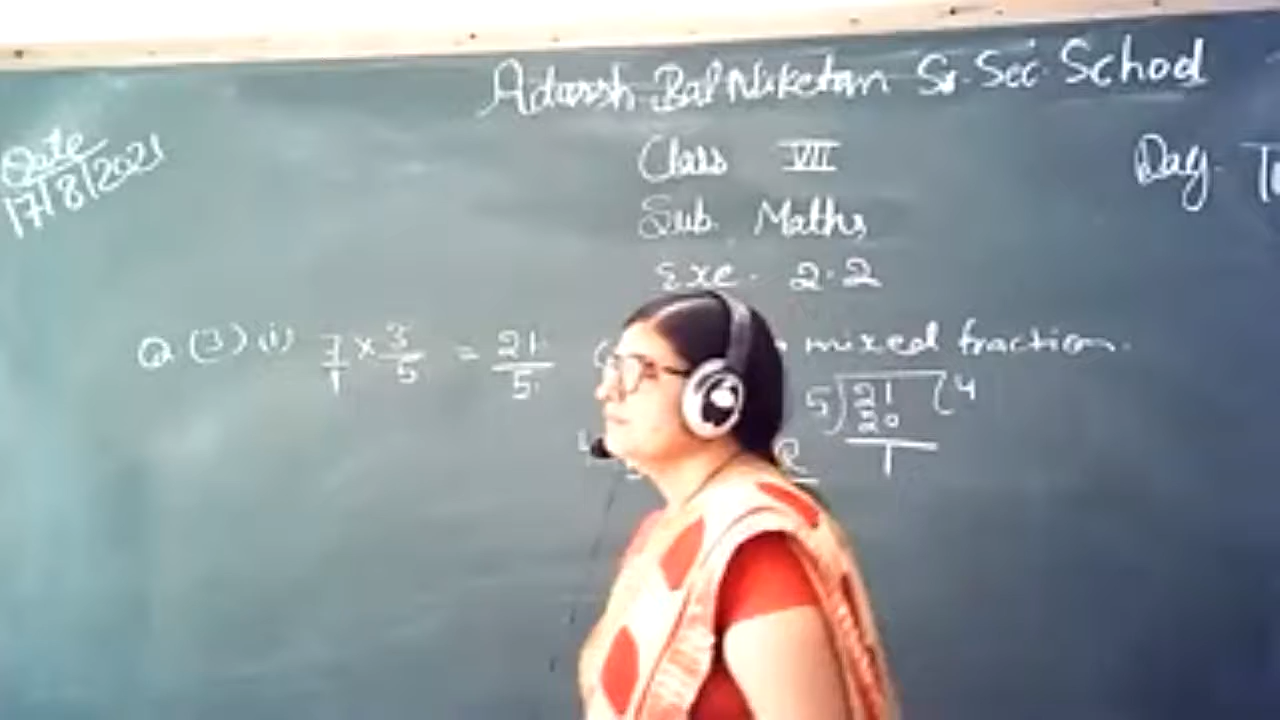 Adarsh Bal Niketan Sr. Sec. School
Date
17/8/2021
Class VII
Day.
Sub. Maths
Exe. 2.2
Q (3) (i) 7/1 × 3/5 = 21/5 mixed fraction.
5) 21 (4
20
R 1